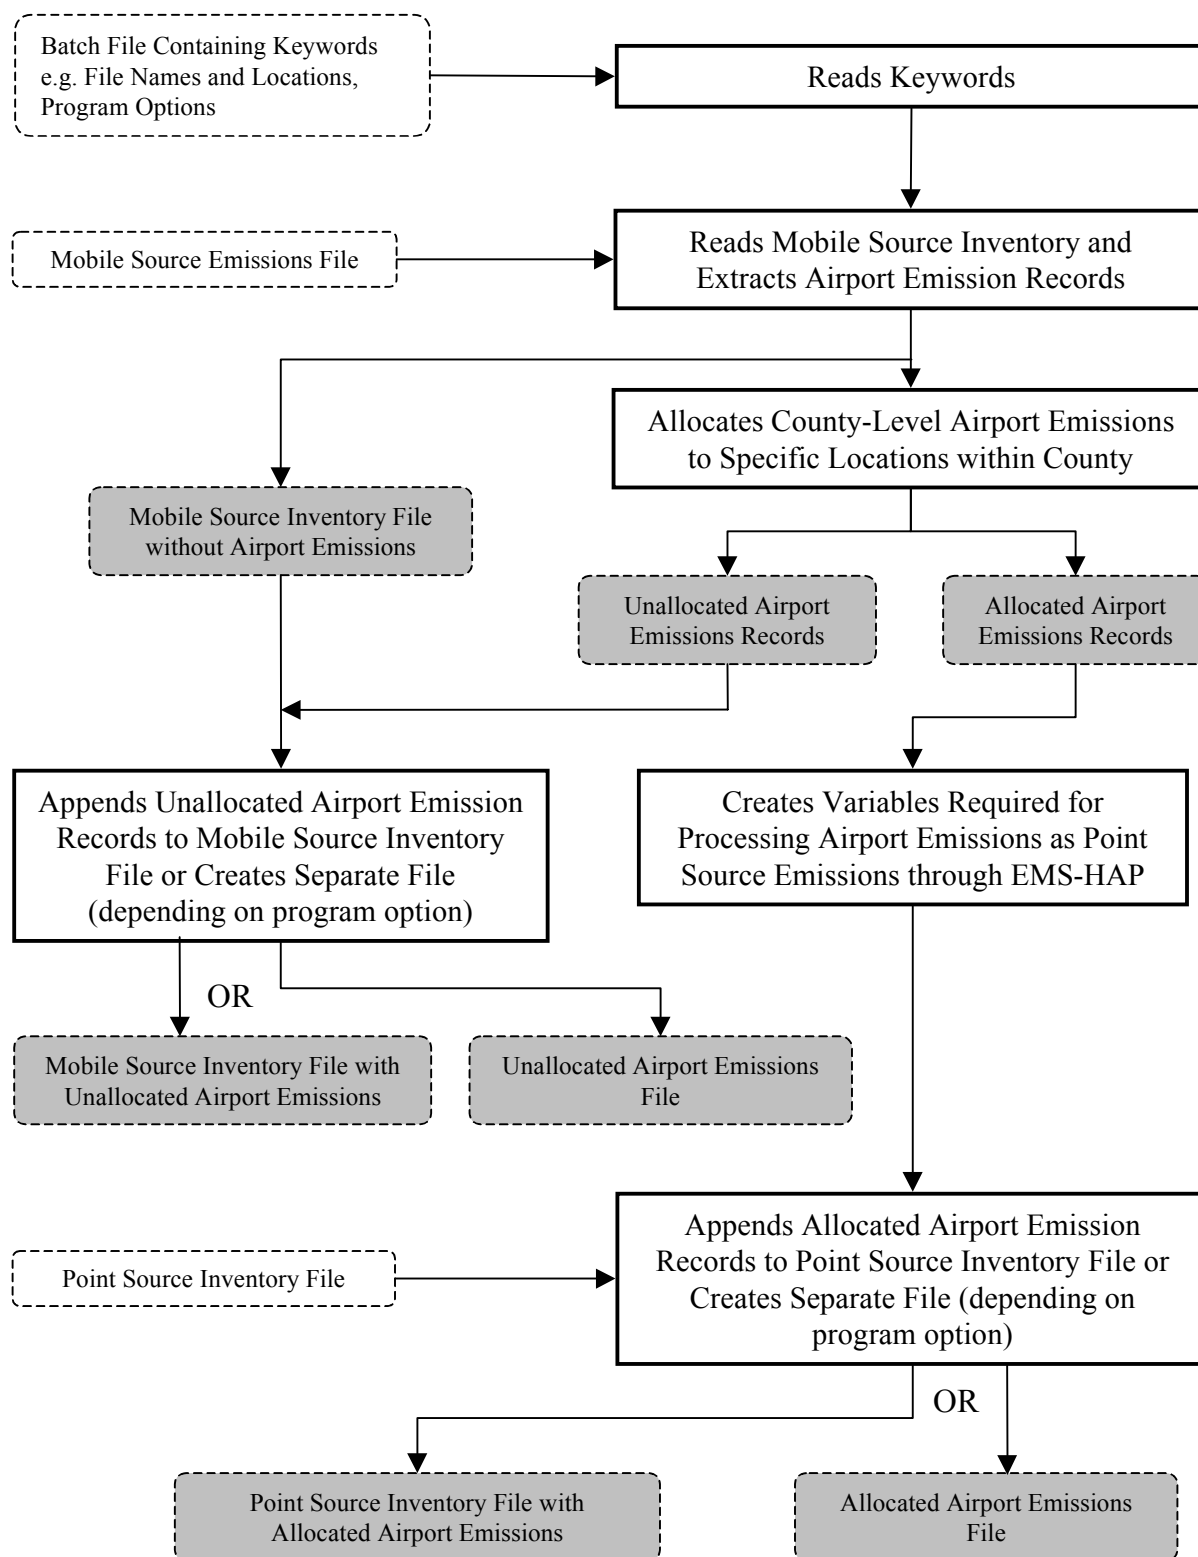 Batch File Containing Keywords
e.g. File Names and Locations,
Program Options
Reads Keywords
Mobile Source Emissions File
Reads Mobile Source Inventory and
Extracts Airport Emission Records
Allocates County-Level Airport Emissions
to Specific Locations within County
Mobile Source Inventory File
without Airport Emissions
Unallocated Airport
Emissions Records
Allocated Airport
Emissions Records
Appends Unallocated Airport Emission
Records to Mobile Source Inventory
File or Creates Separate File
(depending on program option)
Creates Variables Required for
Processing Airport Emissions as Point
Source Emissions through EMS-HAP
OR
Mobile Source Inventory File with
Unallocated Airport Emissions
Unallocated Airport Emissions
File
Point Source Inventory File
Appends Allocated Airport Emission
Records to Point Source Inventory File or
Creates Separate File (depending on
program option)
OR
Point Source Inventory File with
Allocated Airport Emissions
Allocated Airport Emissions
File